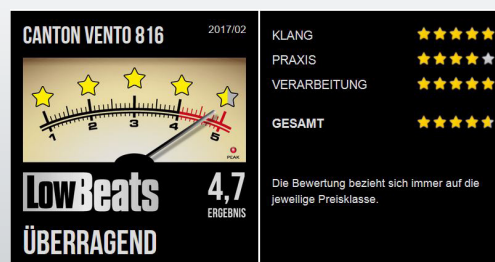 CANTON VENTO 816
2017/02
1 2 3 4 5
PEAK
LowBeats
4,7
ERGEBNIS
ÜBERRAGEND
KLANG
PRAXIS
VERARBEITUNG
GESAMT
Die Bewertung bezieht sich immer auf die
jeweilige Preisklasse.